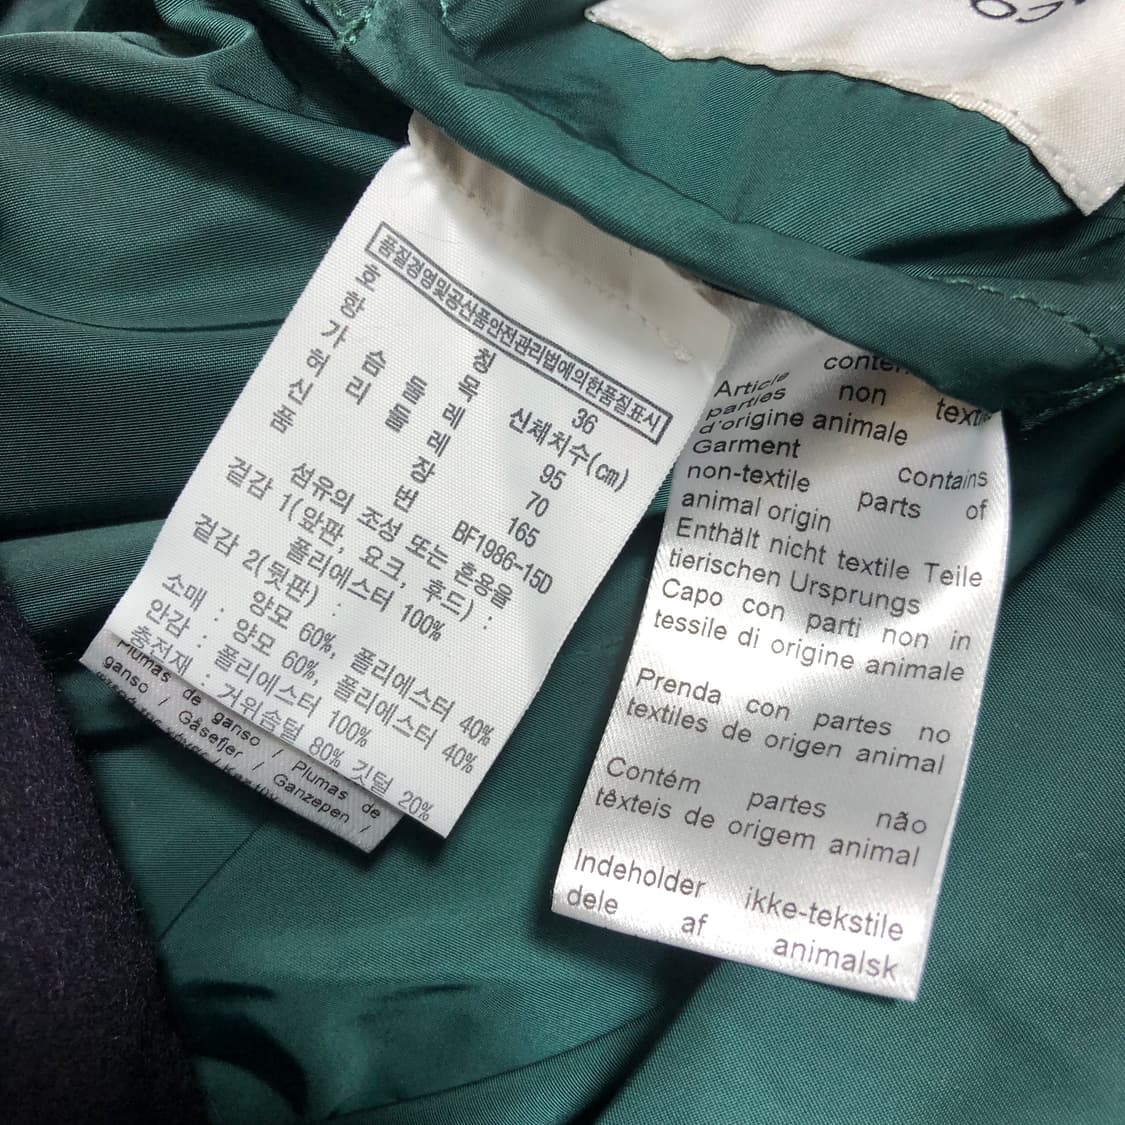 CO
품질경영및공산품안전관리법에의한품질표시
호 칭 36
항 목 신체치수(cm)
가 슴 둘 레 95
허 리 둘 레 70
신 장 165
품 번 BF1986-15D
섬유의 조성 또는 혼용율
겉감 1(앞판, 요크, 후드) :
폴리에스터 100%
겉감 2(뒷판) :
양모 60%, 폴리에스터 40%
소매 : 양모 60%, 폴리에스터 40%
안감 : 폴리에스터 100%
충전재 : 거위솜털 80% 깃털 20%
Plumas de ganso / Plumas de
ganso / Gåsefjer / Ganzepen /
Article
parties non
d'origine animale
Garment contains
non-textile parts of
animal origin
Enthält nicht textile Teile
tierischen Ursprungs
Capo con parti non in
tessile di origine animale
Prenda con partes no
textiles de origen animal
Contém partes não
têxteis de origem animal
Indeholder ikke-tekstile
dele af animalsk